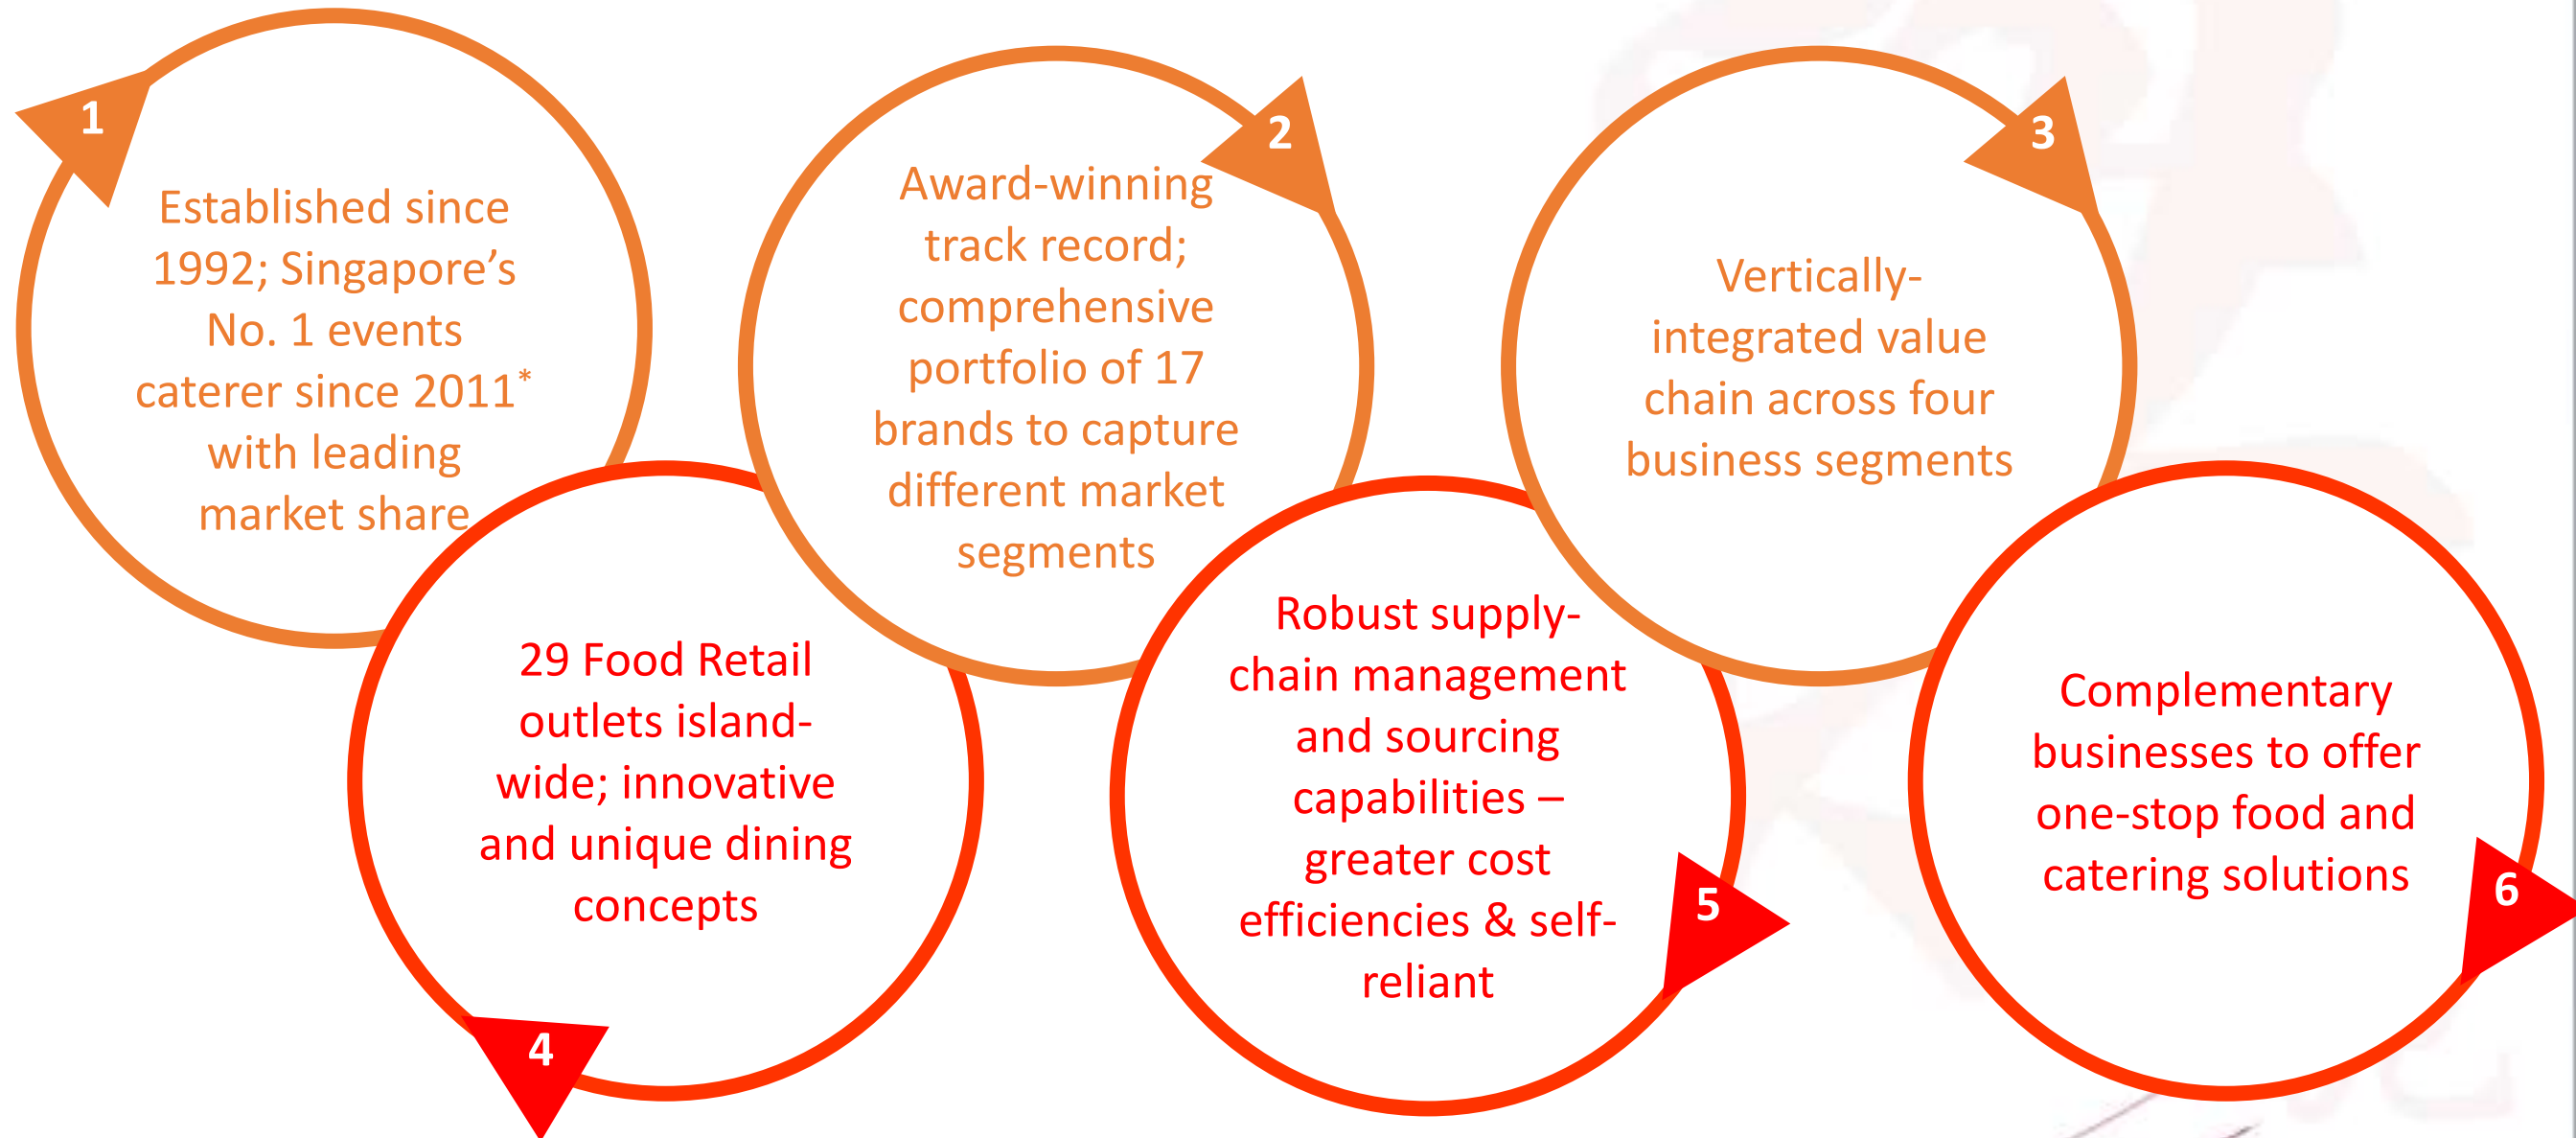 1
Established since
1992; Singapore’s
No. 1 events
caterer since 2011*
with leading
market share
2
Award-winning
track record;
comprehensive
portfolio of 17
brands to capture
different market
segments
3
Vertically-
integrated value
chain across four
business segments
29 Food Retail
outlets island-
wide; innovative
and unique dining
concepts
4
Robust supply-
chain management
and sourcing
capabilities –
greater cost
efficiencies & self-
reliant
5
Complementary
businesses to offer
one-stop food and
catering solutions
6